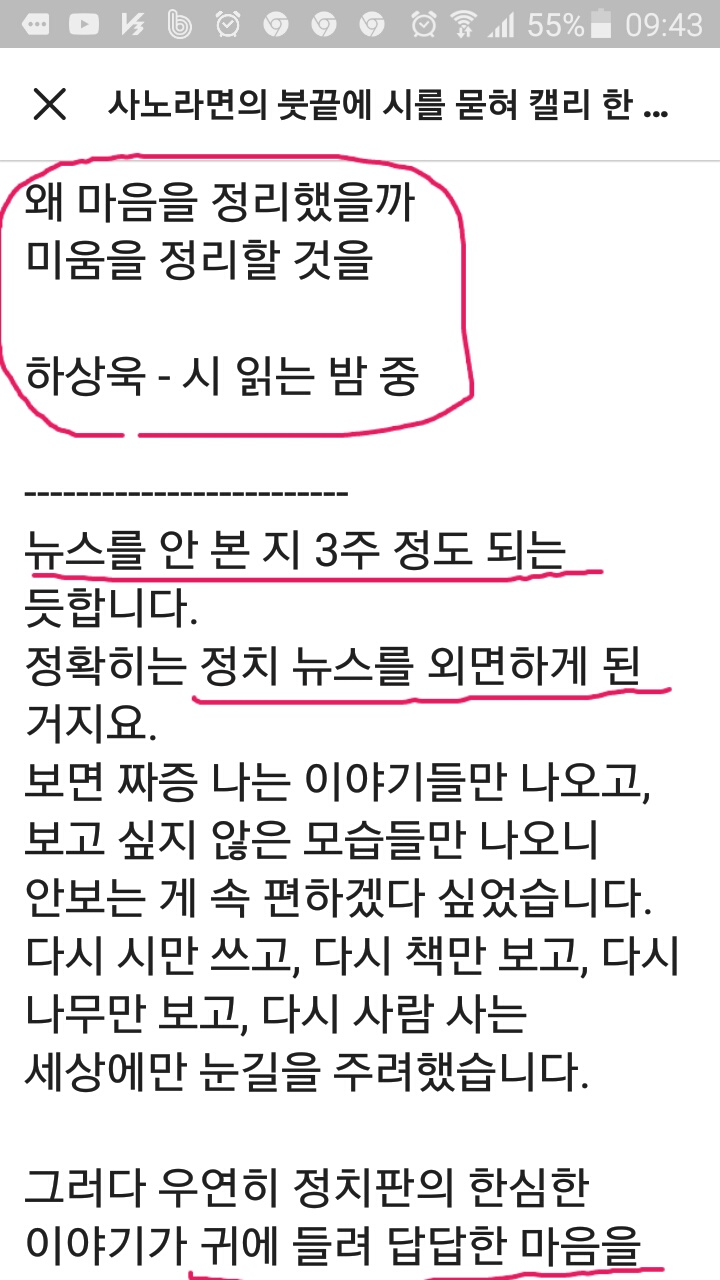 55% 09:43
사노라면의 붓끝에 시를 묻혀 캘리 한 ...
왜 마음을 정리했을까
미움을 정리할 것을
하상욱 - 시 읽는 밤 중
-------------------------
뉴스를 안 본 지 3주 정도 되는
듯합니다.
정확히는 정치 뉴스를 외면하게 된
거지요.
보면 짜증 나는 이야기들만 나오고,
보고 싶지 않은 모습들만 나오니
안보는 게 속 편하겠다 싶었습니다.
다시 시만 쓰고, 다시 책만 보고, 다시
나무만 보고, 다시 사람 사는
세상에만 눈길을 주려했습니다.
그러다 우연히 정치판의 한심한
이야기가 귀에 들려 답답한 마음을